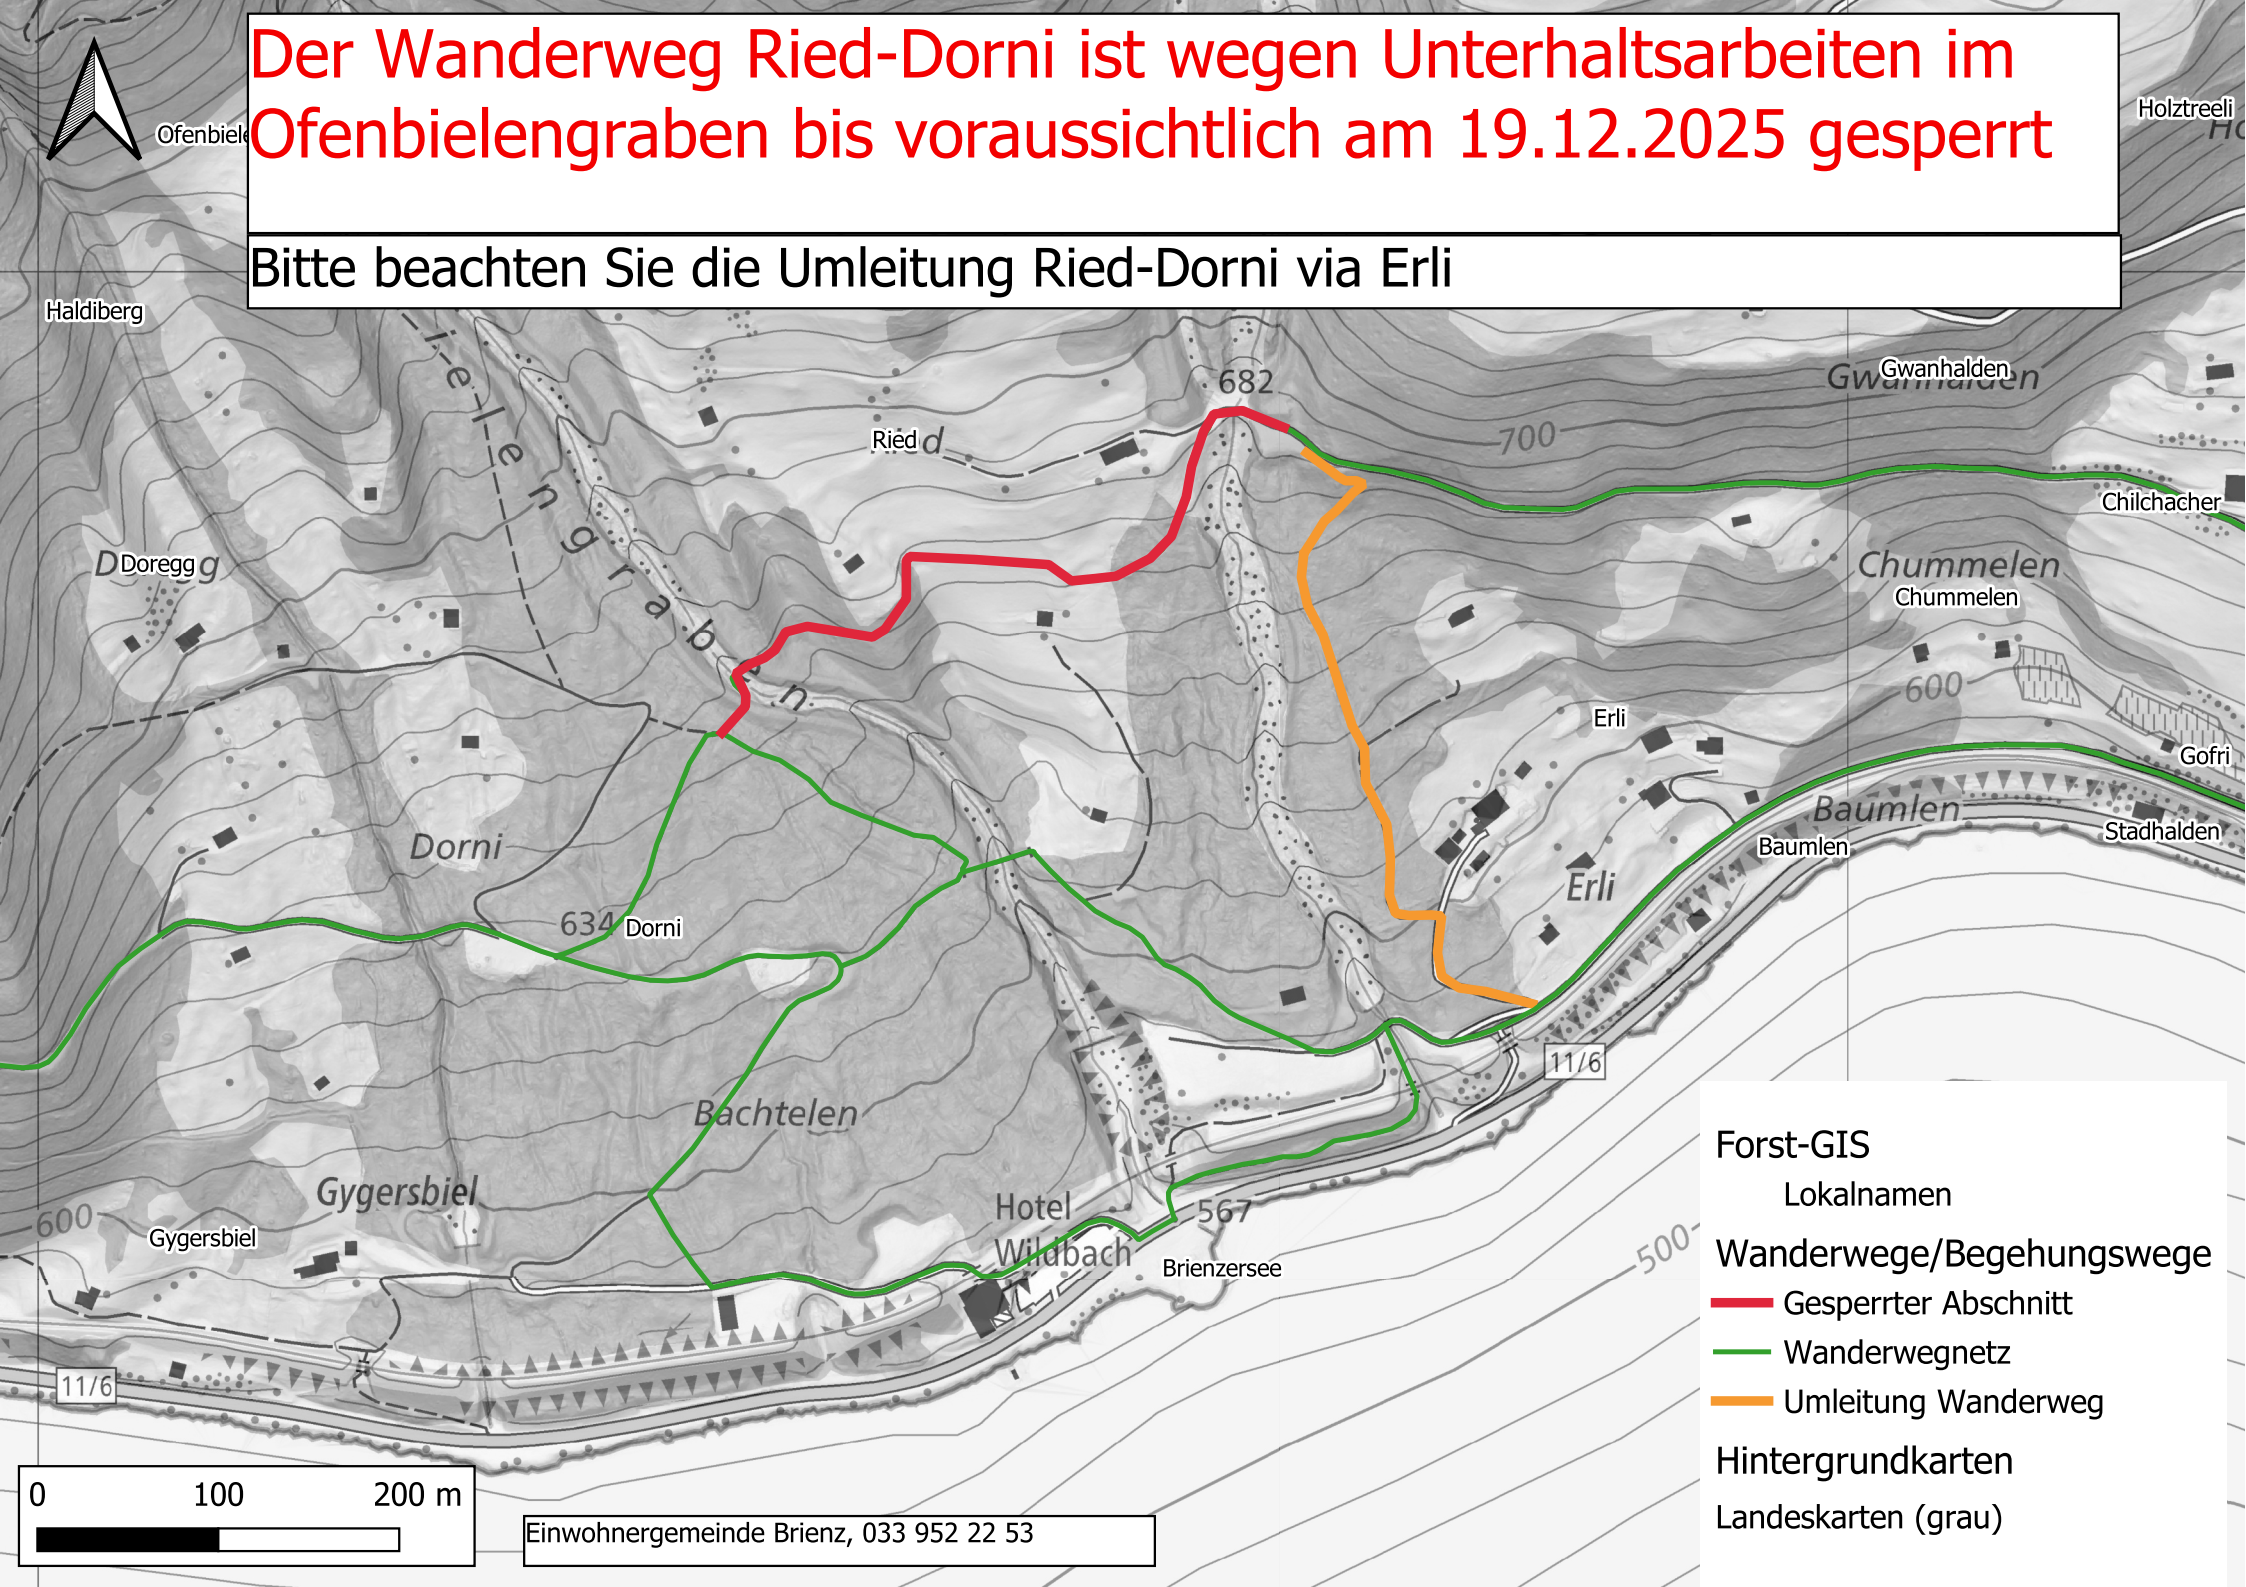 Der Wanderweg Ried-Dorni ist wegen Unterhaltsarbeiten im
Ofenbielengraben bis voraussichtlich am 19.12.2025 gesperrt
Bitte beachten Sie die Umleitung Ried-Dorni via Erli
Holztreeli
Haldiberg
682
Gwanhalden
Gwanhalden
Ried
700
Chilchacher
Doregg
Chummelen
Chummelen
600
Erli
Gofri
Baumlen
Stadhalden
Baumlen
Dorni
Erli
634
Dorni
11/6
Bachtelen
Gygersbiel
Hotel
Wildbach
567
600
Gygersbiel
Brienzersee
500
11/6
Forst-GIS
Lokalnamen
Wanderwege/Begehungswege
Gesperrter Abschnitt
Wanderwegnetz
Umleitung Wanderweg
Hintergrundkarten
Landeskarten (grau)
0 100 200 m
Einwohnergemeinde Brienz, 033 952 22 53